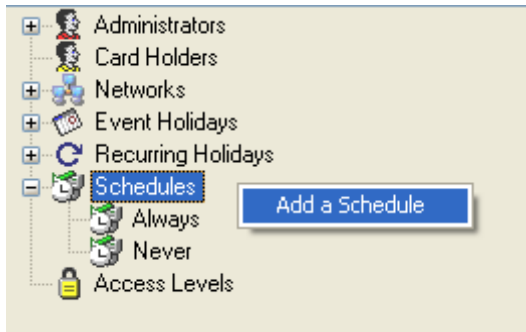 Administrators
Card Holders
Networks
Event Holidays
Recurring Holidays
Schedules
Add a Schedule
Always
Never
Access Levels